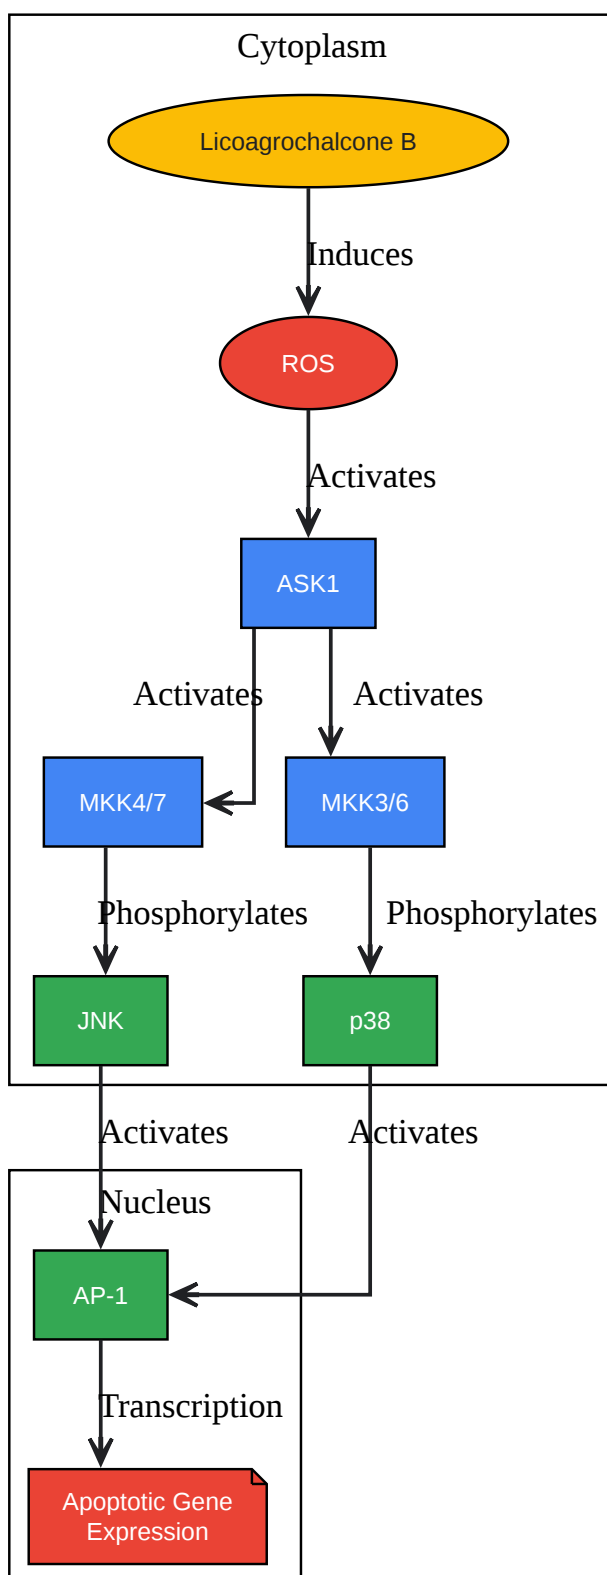 Cytoplasm
Licoagrochalcone B
Induces
ROS
Activates
ASK1
Activates Activates
MKK4/7 MKK3/6
Phosphorylates Phosphorylates
JNK p38
Activates Activates
Nucleus
AP-1
Transcription
Apoptotic Gene
Expression